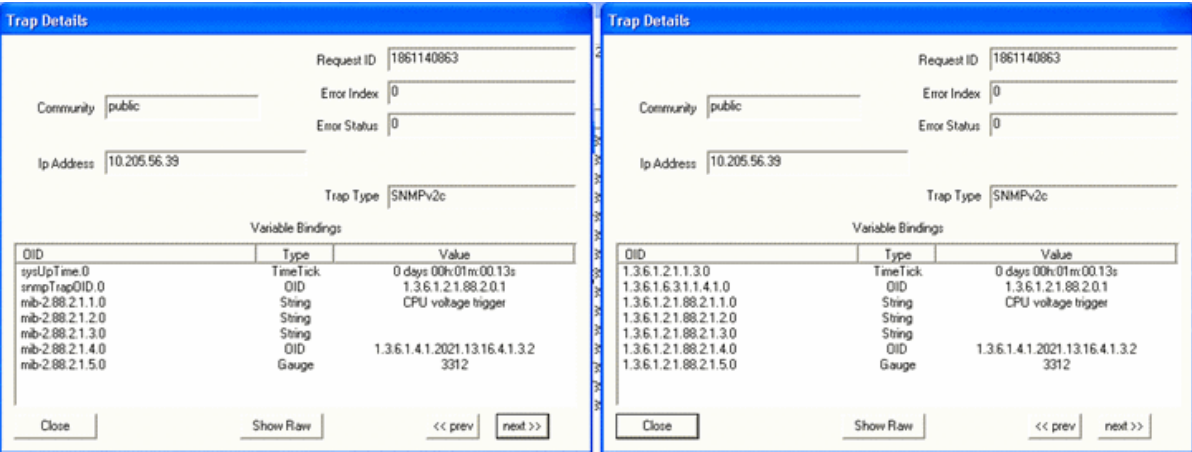 Trap Details
Request ID 1861140863
Error Index 0
Community public
Error Status 0
Ip Address 10.205.56.39
Trap Type SNMPv2c
Variable Bindings
OID Type Value
sysUpTime.0 TimeTick 0 days 00h:01m:00.13s
snmpTrapOID.0 OID 1.3.6.1.2.1.88.2.0.1
mib-2.88.2.1.1.0 String CPU voltage trigger
mib-2.88.2.1.2.0 String
mib-2.88.2.1.3.0 String
mib-2.88.2.1.4.0 OID 1.3.6.1.4.1.2021.13.16.4.1.3.2
mib-2.88.2.1.5.0 Gauge 3312
Close Show Raw << prev next >>
Trap Details
Request ID 1861140863
Error Index 0
Community public
Error Status 0
Ip Address 10.205.56.39
Trap Type SNMPv2c
Variable Bindings
OID Type Value
1.3.6.1.2.1.1.3.0 TimeTick 0 days 00h:01m:00.13s
1.3.6.1.6.3.1.1.4.1.0 OID 1.3.6.1.2.1.88.2.0.1
1.3.6.1.2.1.88.2.1.1.0 String CPU voltage trigger
1.3.6.1.2.1.88.2.1.2.0 String
1.3.6.1.2.1.88.2.1.3.0 String
1.3.6.1.2.1.88.2.1.4.0 OID 1.3.6.1.4.1.2021.13.16.4.1.3.2
1.3.6.1.2.1.88.2.1.5.0 Gauge 3312
Close Show Raw << prev next >>